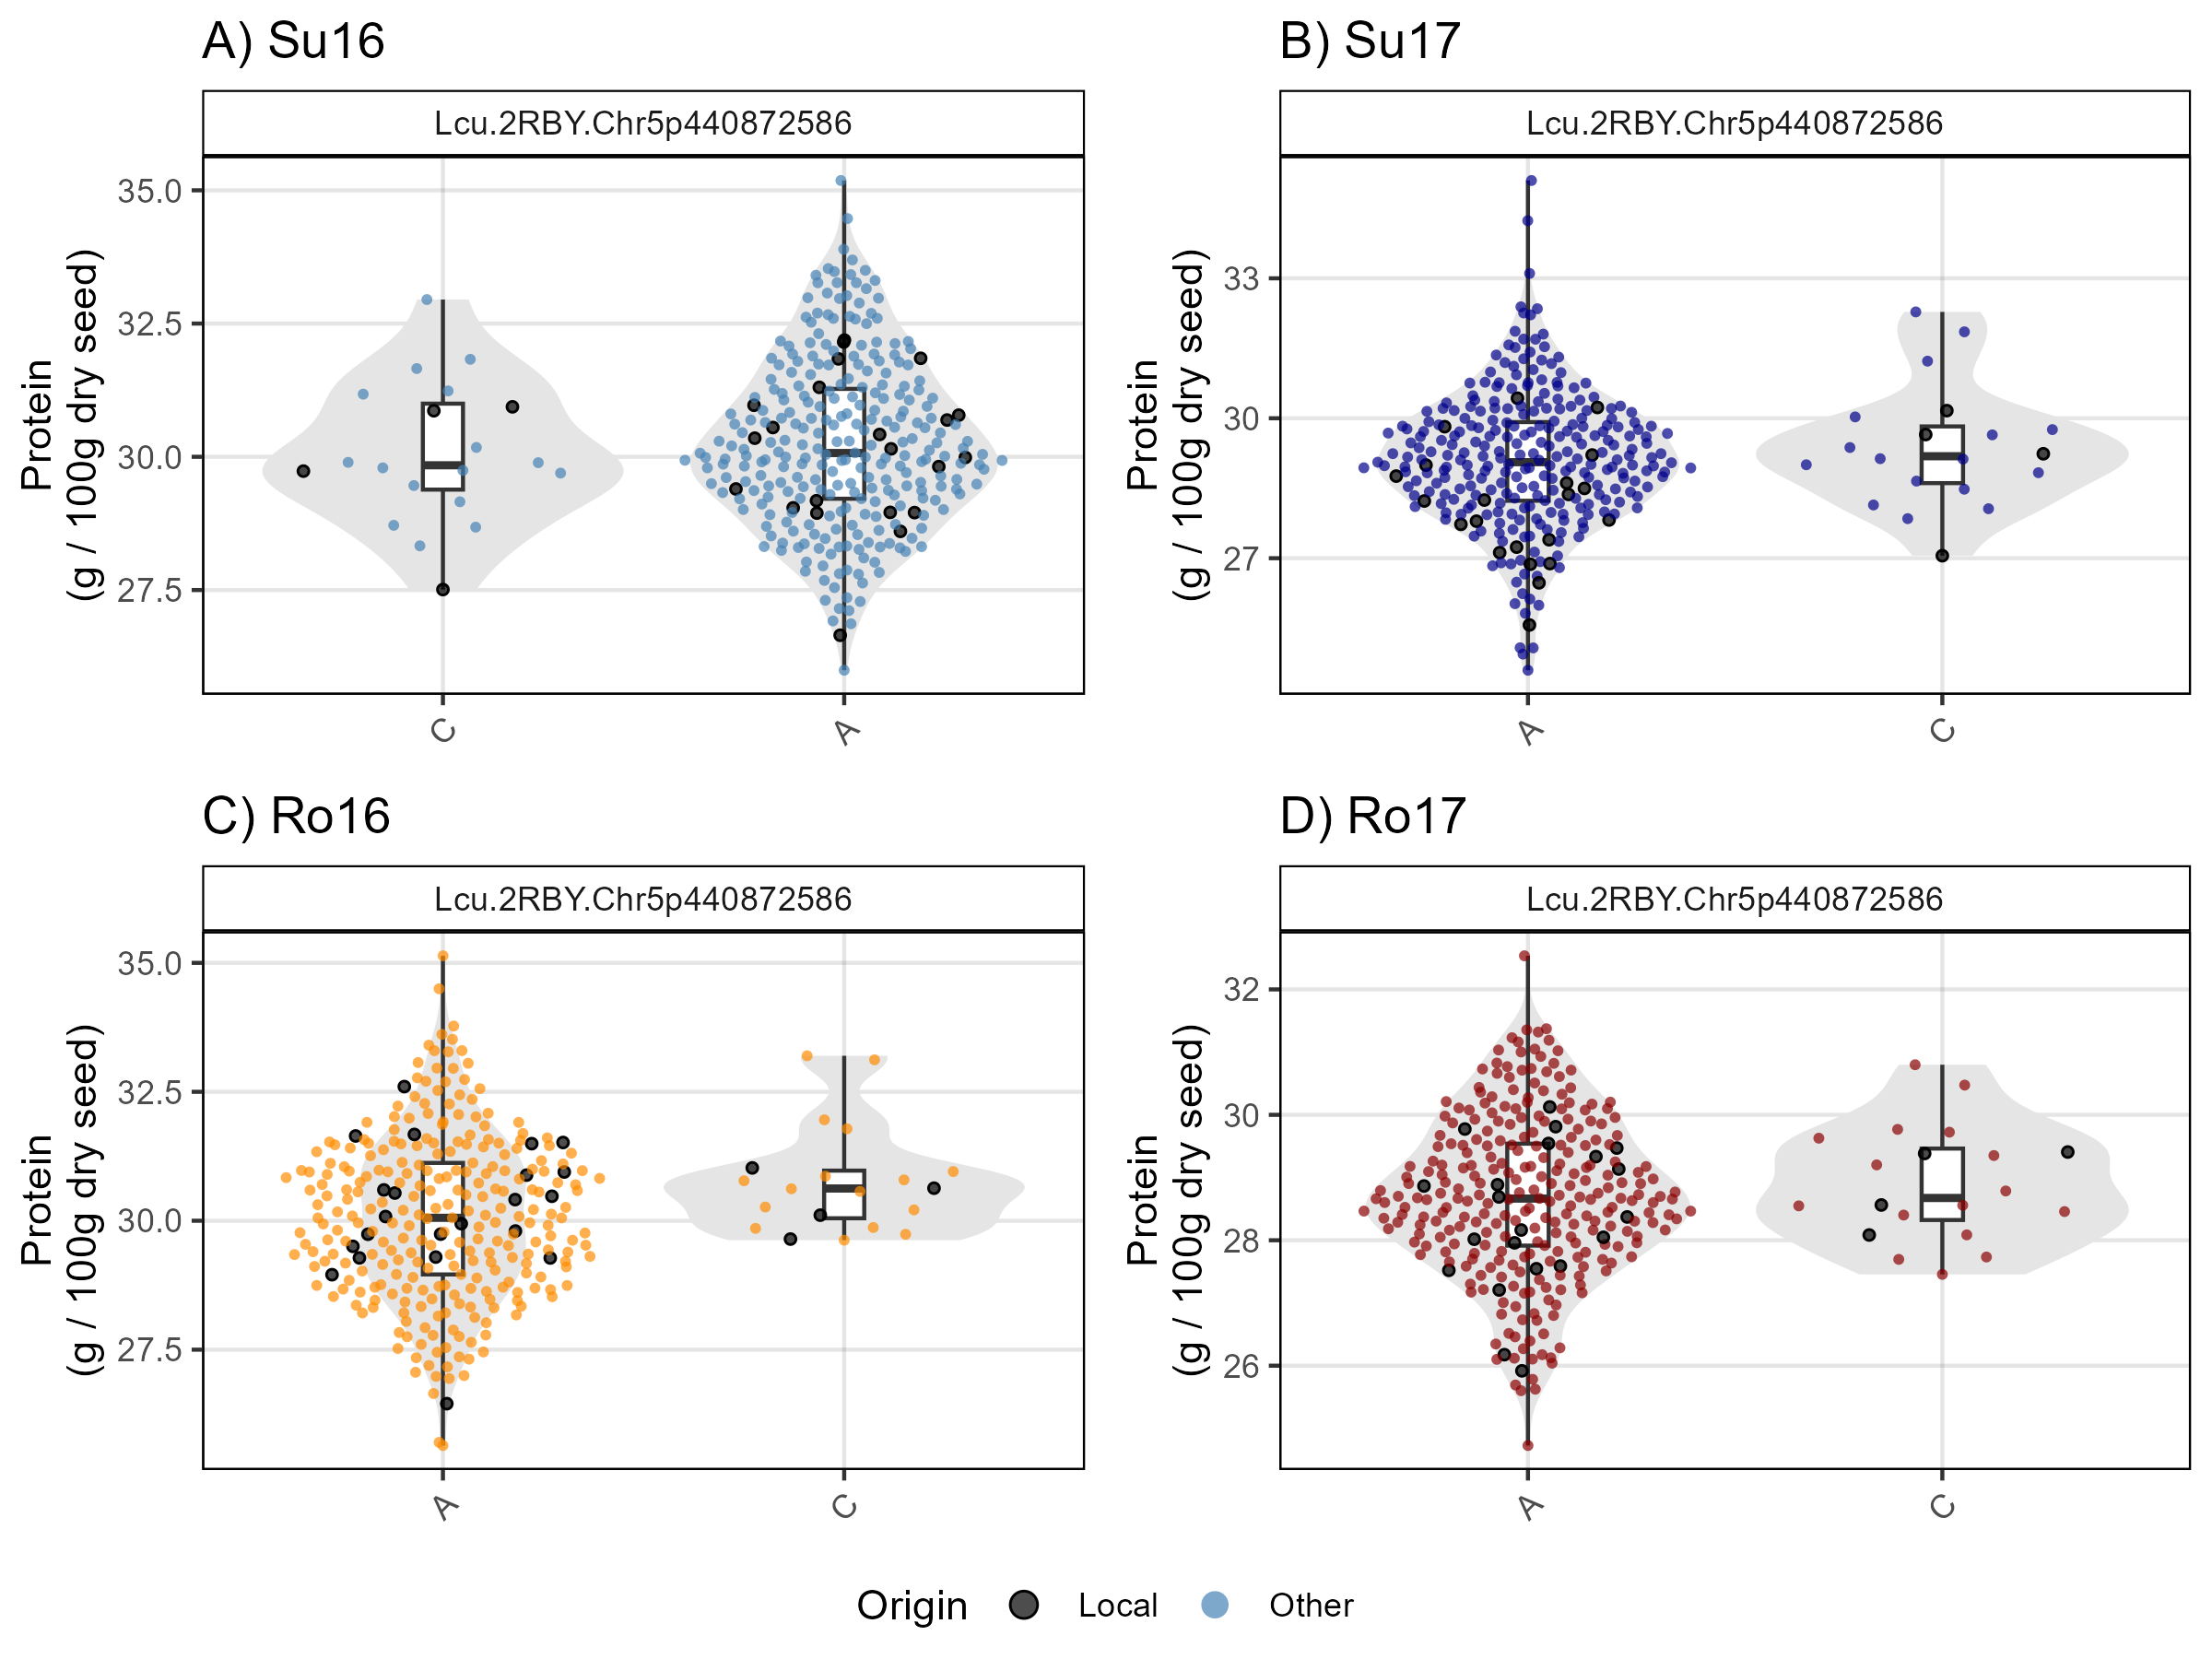 A) Su16
Lcu.2RBY.Chr5p440872586
Protein
(g / 100g dry seed)
35.0
32.5
30.0
27.5
C
A
B) Su17
Lcu.2RBY.Chr5p440872586
Protein
(g / 100g dry seed)
33
30
27
A
C
C) Ro16
Lcu.2RBY.Chr5p440872586
Protein
(g / 100g dry seed)
35.0
32.5
30.0
27.5
A
C
D) Ro17
Lcu.2RBY.Chr5p440872586
Protein
(g / 100g dry seed)
32
30
28
26
A
C
Origin Local Other